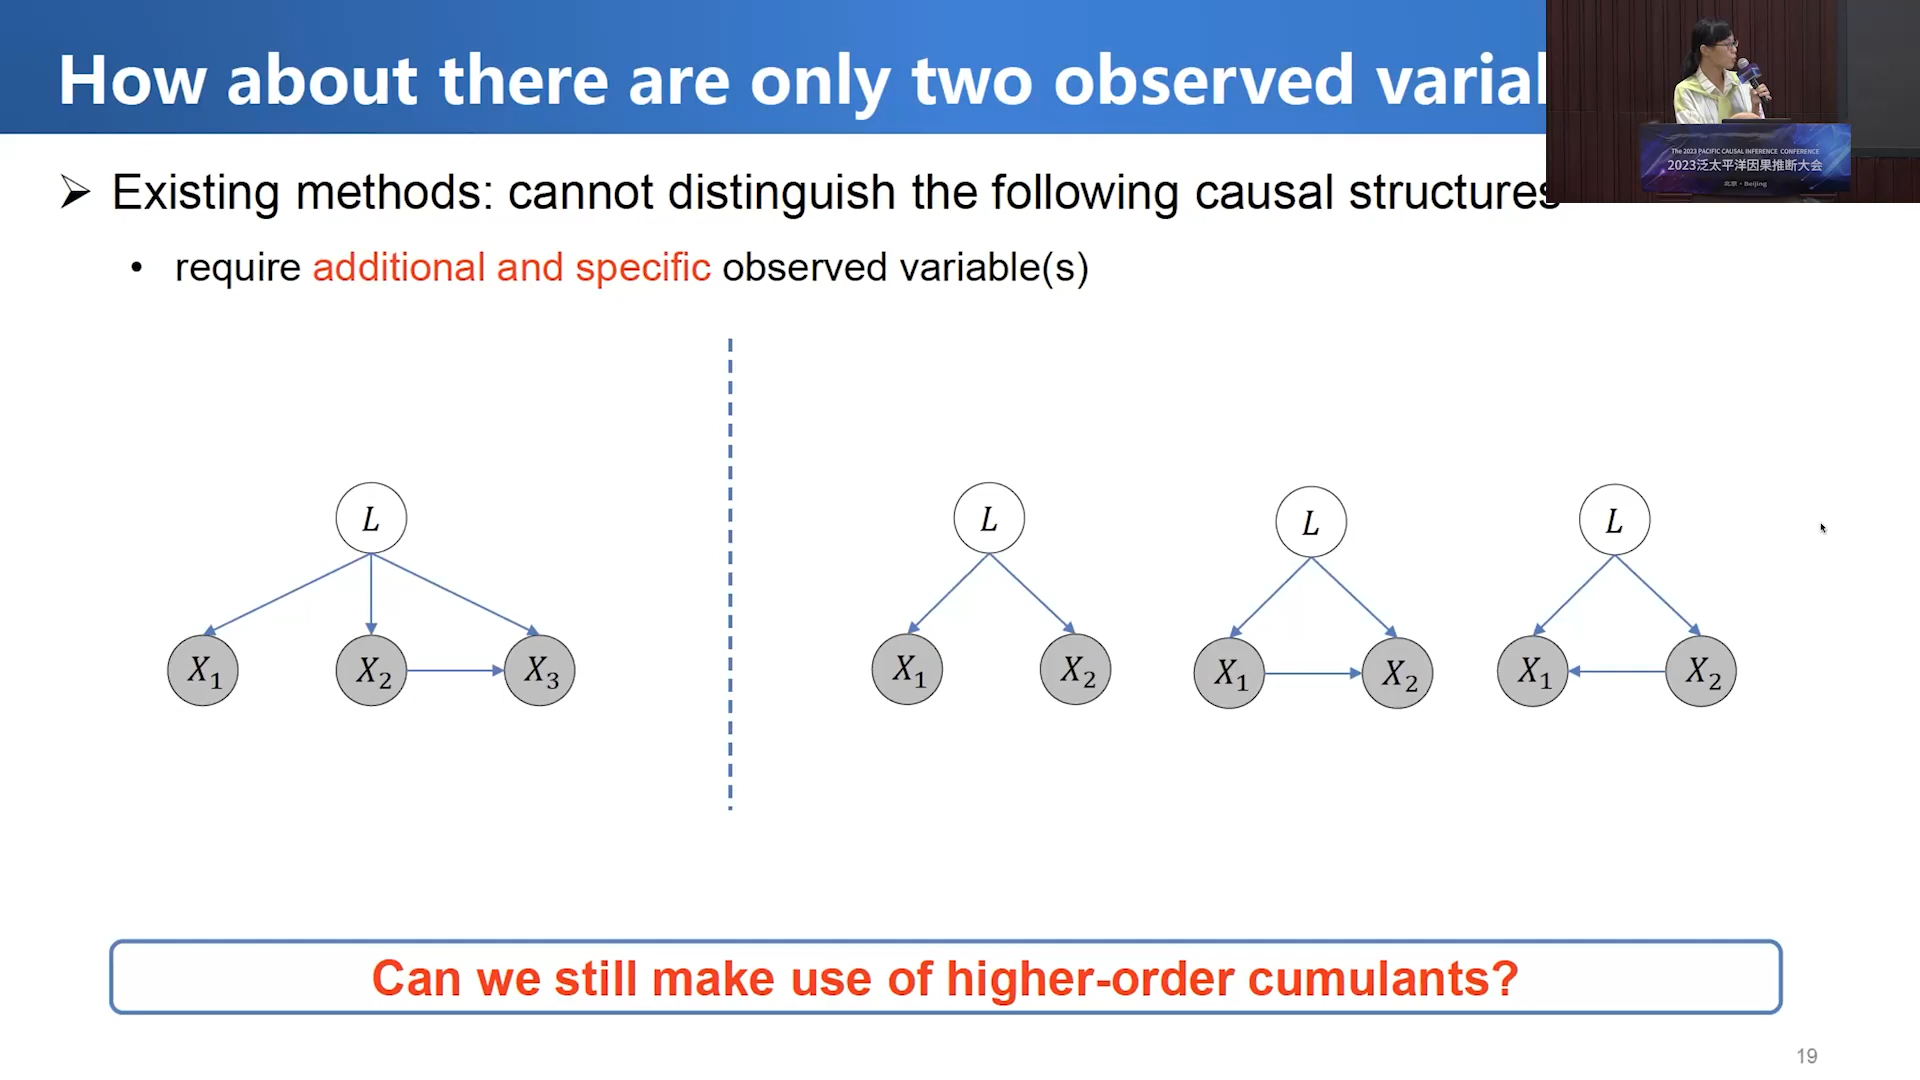 How about there are only two observed
The 2023 PACIFIC CAUSAL INFERENCE CONFERENCE
2023泛太平洋因果推断大会
北京·Beijing
➢ Existing methods: cannot distinguish the following causal structures
• require additional and specific observed variable(s)
L
L
L
L
X1
X2
X3
X1
X2
X1
X2
X1
X2
Can we still make use of higher-order cumulants?
19